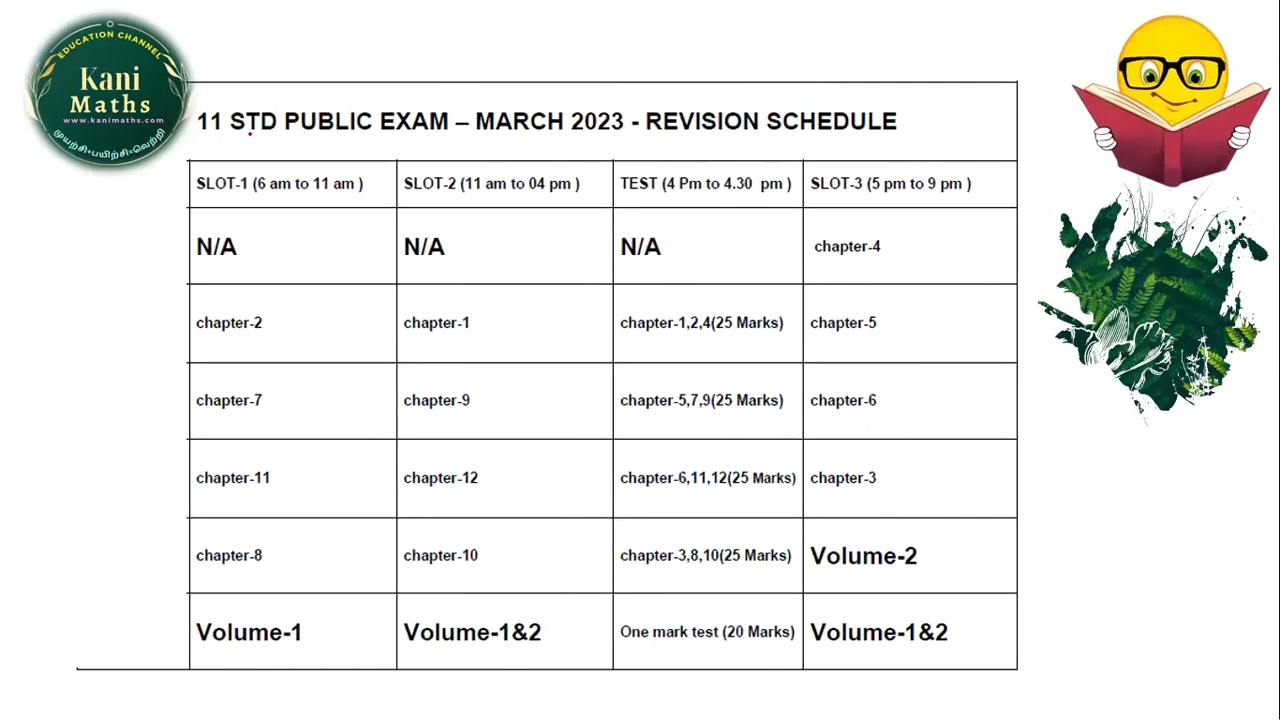 EDUCATION CHANNEL
Kani
Maths
www.kanimaths.com
முயற்சி+பயிற்சி=வெற்றி
11 STD PUBLIC EXAM – MARCH 2023 - REVISION SCHEDULE
SLOT-1 (6 am to 11 am ) SLOT-2 (11 am to 04 pm ) TEST (4 Pm to 4.30 pm ) SLOT-3 (5 pm to 9 pm )
N/A N/A N/A chapter-4
chapter-2 chapter-1 chapter-1,2,4(25 Marks) chapter-5
chapter-7 chapter-9 chapter-5,7,9(25 Marks) chapter-6
chapter-11 chapter-12 chapter-6,11,12(25 Marks) chapter-3
chapter-8 chapter-10 chapter-3,8,10(25 Marks) Volume-2
Volume-1 Volume-1&2 One mark test (20 Marks) Volume-1&2